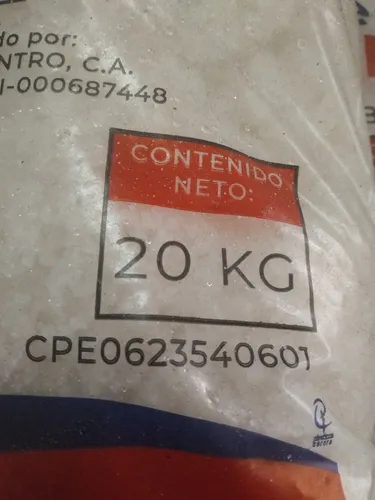 do por:
NTRO, C.A.
I-000687448
CONTENIDO
NETO:
20 KG
CPE0623540601